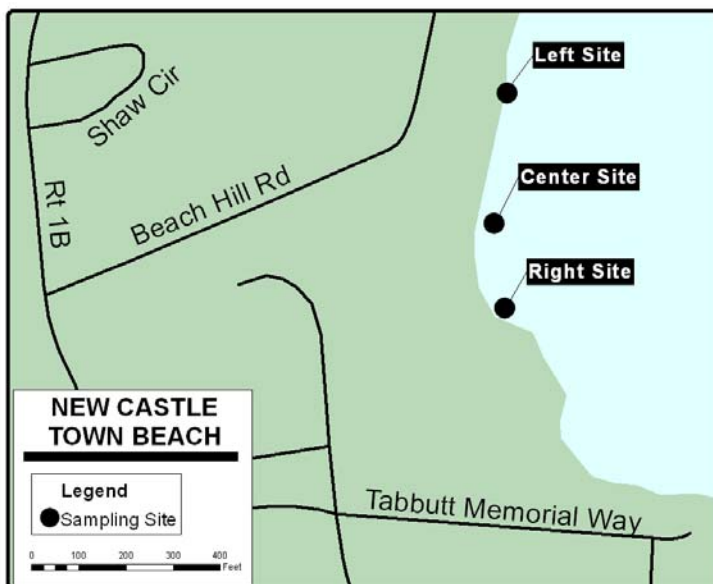 Left Site
Shaw Cir
Center Site
Rt 1B
Beach Hill Rd
Right Site
NEW CASTLE
TOWN BEACH
Legend
Sampling Site
Tabbutt Memorial Way
0 100 200 300 400
Feet